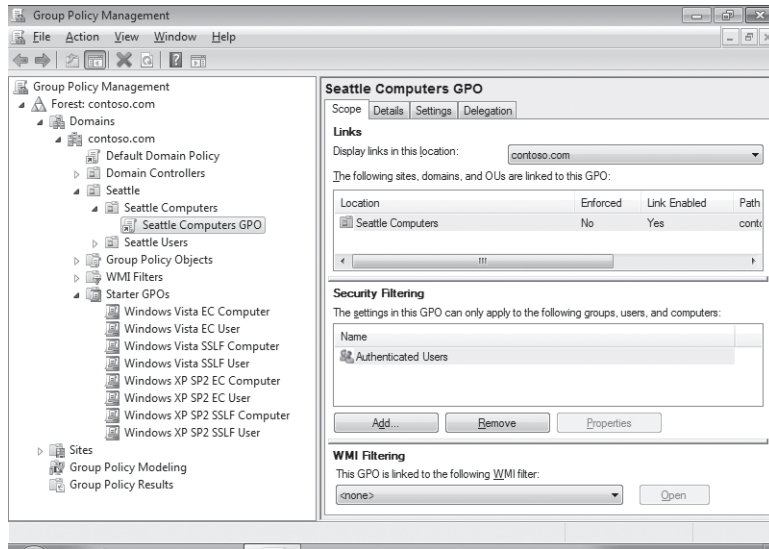 Group Policy Management
File Action View Window Help
Group Policy Management
Forest: contoso.com
Domains
contoso.com
Default Domain Policy
Domain Controllers
Seattle
Seattle Computers
Seattle Computers GPO
Seattle Users
Group Policy Objects
WMI Filters
Starter GPOs
Windows Vista EC Computer
Windows Vista EC User
Windows Vista SSLF Computer
Windows Vista SSLF User
Windows XP SP2 EC Computer
Windows XP SP2 EC User
Windows XP SP2 SSLF Computer
Windows XP SP2 SSLF User
Sites
Group Policy Modeling
Group Policy Results
Seattle Computers GPO
Scope Details Settings Delegation
Links
Display links in this location: contoso.com
The following sites, domains, and OUs are linked to this GPO:
Location Enforced Link Enabled Path
Seattle Computers No Yes conto
Security Filtering
The settings in this GPO can only apply to the following groups, users, and computers:
Name
Authenticated Users
Add... Remove Properties
WMI Filtering
This GPO is linked to the following WMI filter:
<none> Open